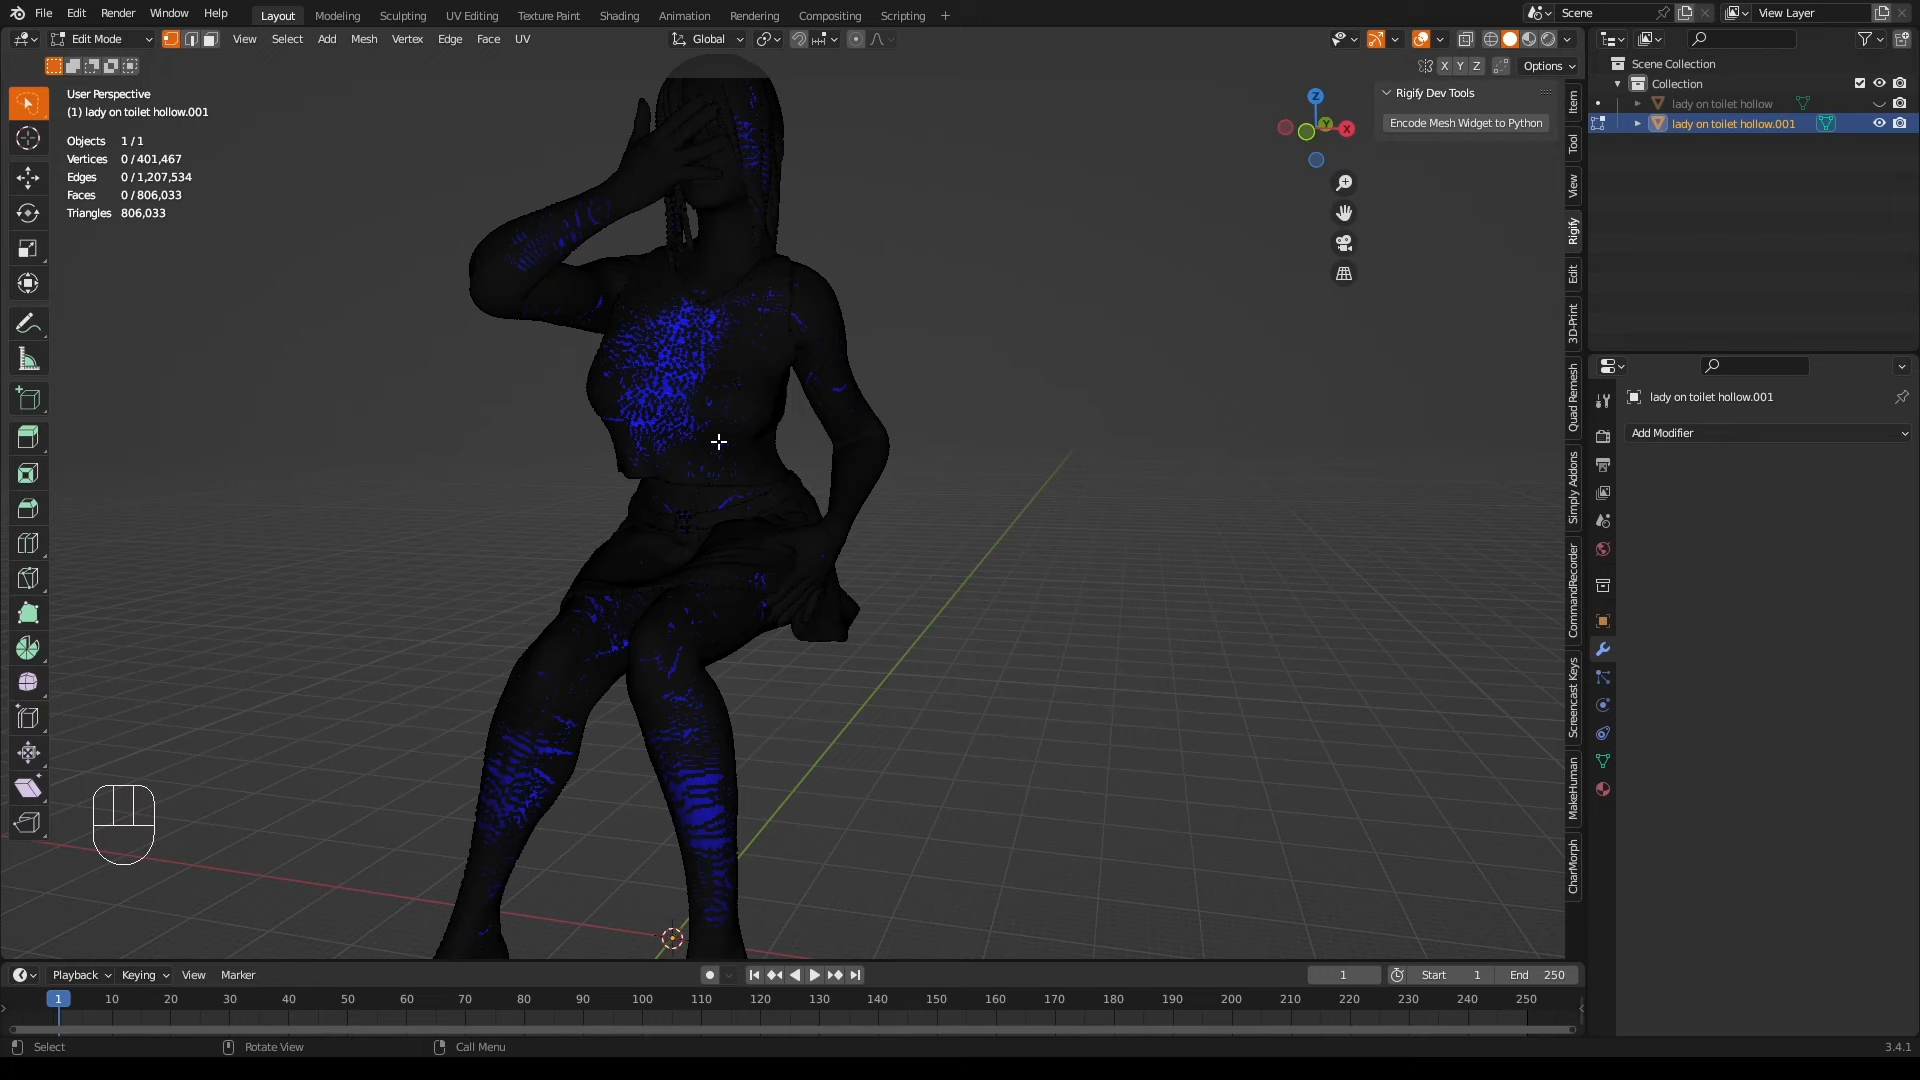 File Edit Render Window Help Layout Modeling Sculpting UV Editing Texture Paint Shading Animation Rendering Compositing Scripting + Scene View Layer
Edit Mode View Select Add Mesh Vertex Edge Face UV Global
X Y Z Options
User Perspective
(1) lady on toilet hollow.001
Objects 1 / 1
Vertices 0 / 401,467
Edges 0 / 1,207,534
Faces 0 / 806,033
Triangles 806,033
Z
Y
X
Rigify Dev Tools
Encode Mesh Widget to Python
Item
Tool
View
Rigify
Edit
3D-Print
Quad Remesh
Simply Addons
CommandRecorder
Screencast Keys
MakeHuman
CharMorph
Scene Collection
Collection
lady on toilet hollow
lady on toilet hollow.001
lady on toilet hollow.001
Add Modifier
Playback Keying View Marker 1 Start 1 End 250
1 10 20 30 40 50 60 70 80 90 100 110 120 130 140 150 160 170 180 190 200 210 220 230 240 250
Select Rotate View Call Menu 3.4.1